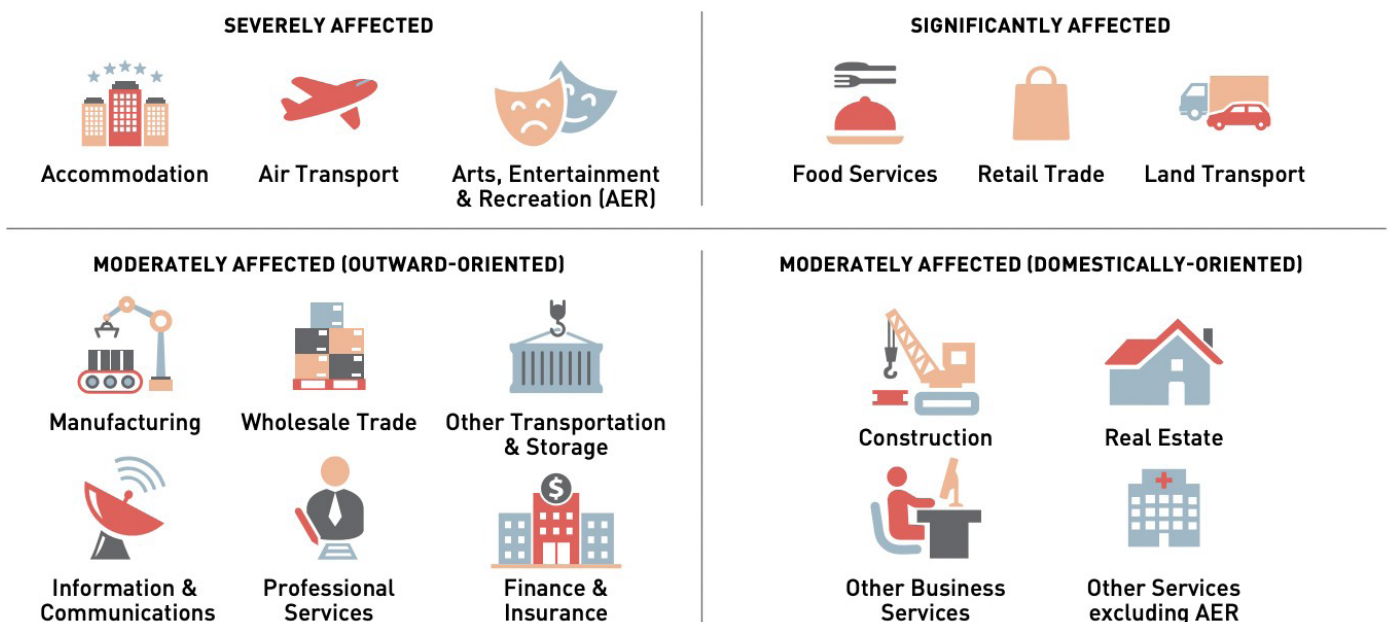 SEVERELY AFFECTED
Accommodation
Air Transport
Arts, Entertainment
& Recreation (AER)
SIGNIFICANTLY AFFECTED
Food Services
Retail Trade
Land Transport
MODERATELY AFFECTED (OUTWARD-ORIENTED)
Manufacturing
Wholesale Trade
Other Transportation
& Storage
Information &
Communications
Professional
Services
$
Finance &
Insurance
MODERATELY AFFECTED (DOMESTICALLY-ORIENTED)
Construction
Real Estate
Other Business
Services
Other Services
excluding AER